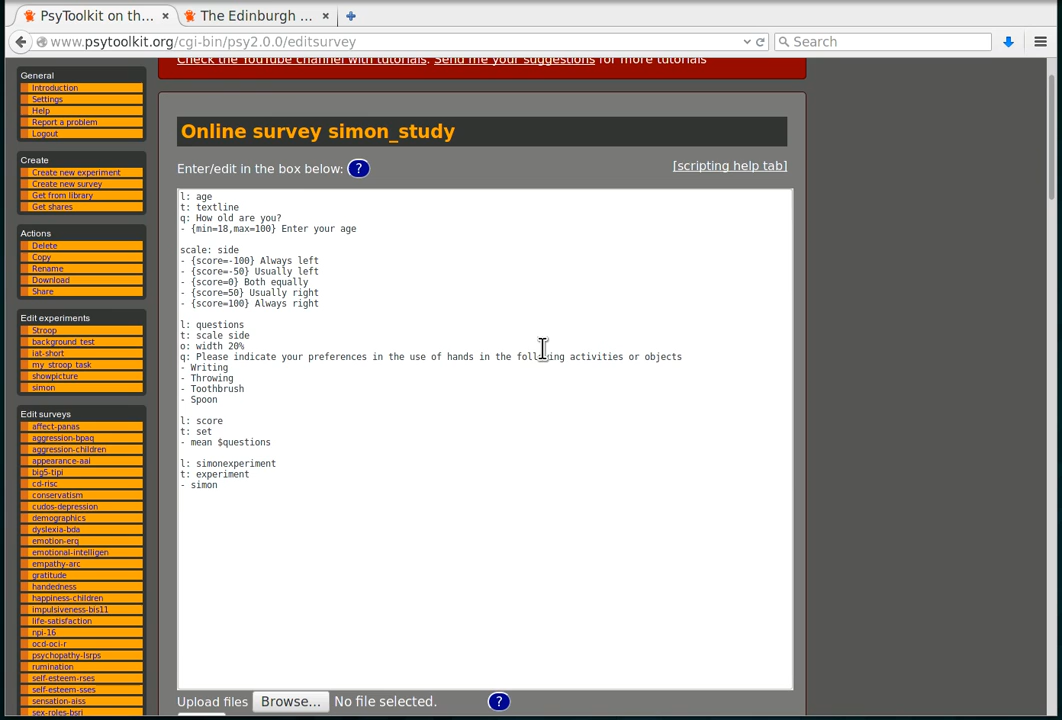 PsyToolkit on th...
The Edinburgh ...
www.psytoolkit.org/cgi-bin/psy2.0.0/editsurvey
Search
Check the YouTube channel with tutorials. Send me your suggestions for more tutorials
General
Introduction
Settings
Help
Report a problem
Logout
Create
Create new experiment
Create new survey
Get from library
Get shares
Actions
Delete
Copy
Rename
Download
Share
Edit experiments
Stroop
background test
iat-short
my stroop task
showpicture
simon
Edit surveys
affect-panas
aggression-bpaq
aggression-children
appearance-aai
big5-tipi
cd-risc
conservatism
cudos-depression
demographics
dyslexia-bda
emotion-erq
emotional-intelligen
empathy-arc
gratitude
handedness
happiness-children
impulsiveness-bis11
life-satisfaction
npi-16
ocd-oci-r
psychopathy-lsrps
rumination
self-esteem-rses
self-esteem-sses
sensation-aiss
sex-roles-bsri
Online survey simon_study
Enter/edit in the box below: ?
[scripting help tab]
l: age
t: textline
q: How old are you?
- {min=18,max=100} Enter your age
scale: side
- {score=-100} Always left
- {score=-50} Usually left
- {score=0} Both equally
- {score=50} Usually right
- {score=100} Always right
l: questions
t: scale side
o: width 20%
q: Please indicate your preferences in the use of hands in the following activities or objects
- Writing
- Throwing
- Toothbrush
- Spoon
l: score
t: set
- mean $questions
l: simonexperiment
t: experiment
- simon
Upload files Browse... No file selected. ?